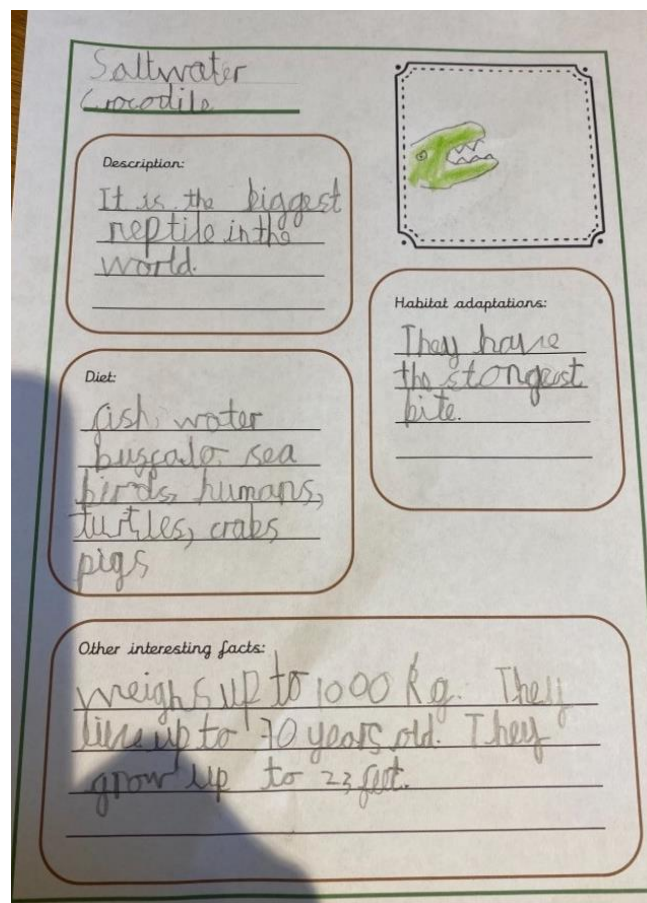 Saltwater
Crocodile
Description:
It is the biggest
reptile in the
world.
Habitat adaptations:
They have
the stongest
bite.
Diet:
fish, water
buffalo, sea
birds, humans,
turtles, crabs
pigs
Other interesting facts:
weighs up to 1000 kg. They
live up to 70 years old. They
grow up to 23 feet.